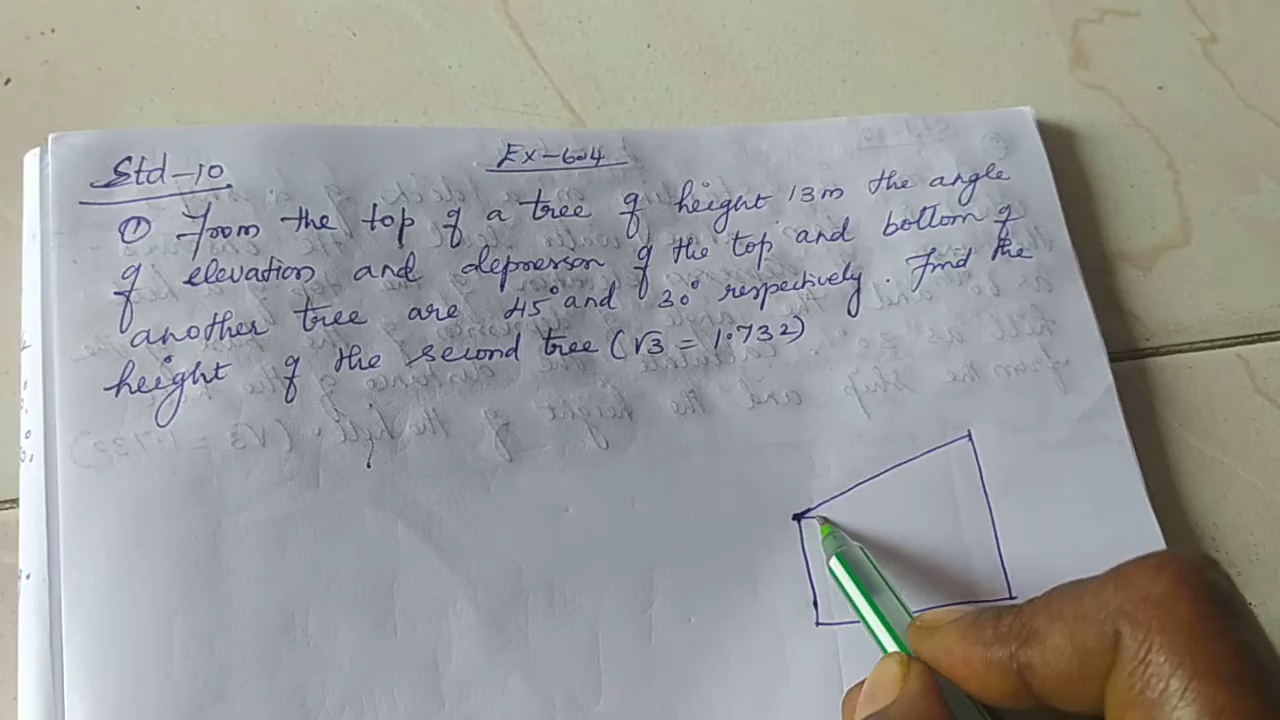 Std-10
Ex-6.4
① From the top of a tree of height 13m the angle
of elevation and depression of the top and bottom of
another tree are 45° and 30° respectively. Find the
height of the second tree (√3 = 1.732)